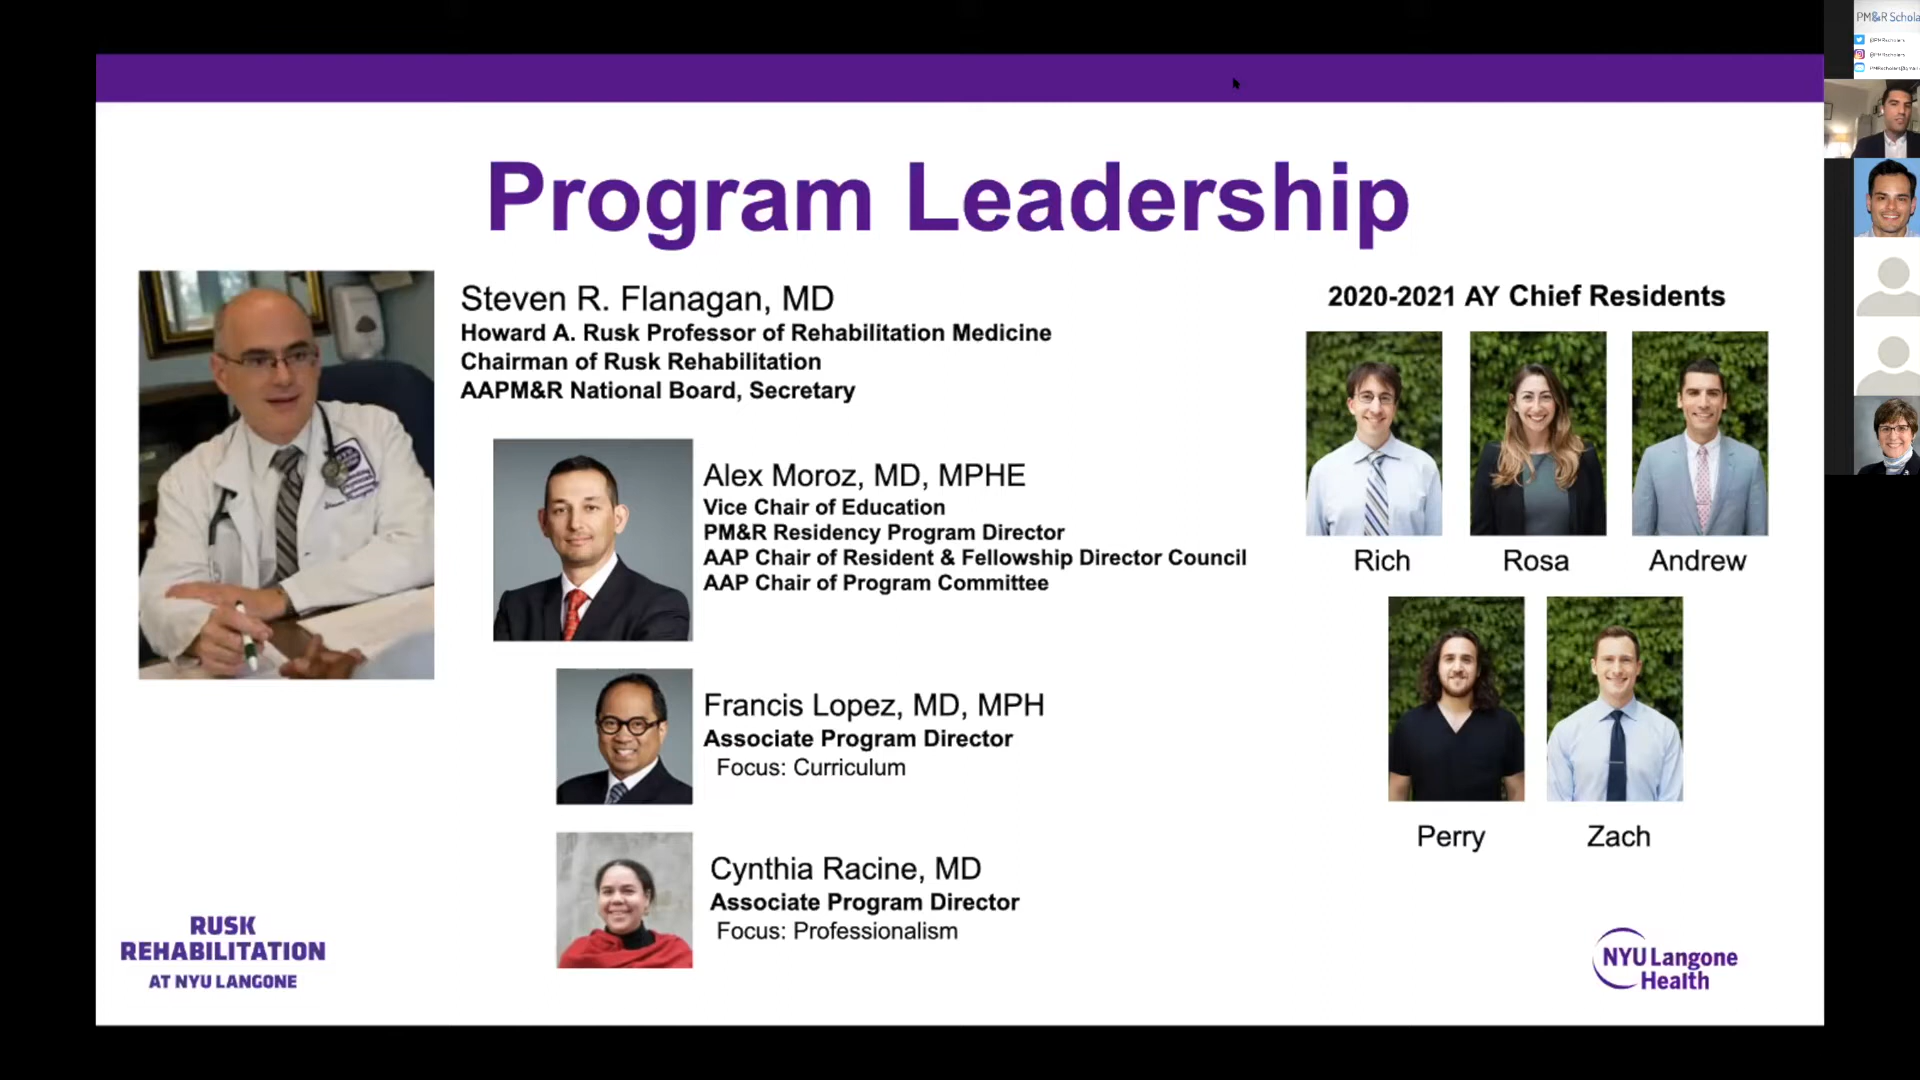 Program Leadership
Steven R. Flanagan, MD
Howard A. Rusk Professor of Rehabilitation Medicine
Chairman of Rusk Rehabilitation
AAPM&R National Board, Secretary
Alex Moroz, MD, MPHE
Vice Chair of Education
PM&R Residency Program Director
AAP Chair of Resident & Fellowship Director Council
AAP Chair of Program Committee
Francis Lopez, MD, MPH
Associate Program Director
Focus: Curriculum
Cynthia Racine, MD
Associate Program Director
Focus: Professionalism
2020-2021 AY Chief Residents
Rich
Rosa
Andrew
Perry
Zach
RUSK
REHABILITATION
AT NYU LANGONE
NYU Langone
Health
PM&R Schola